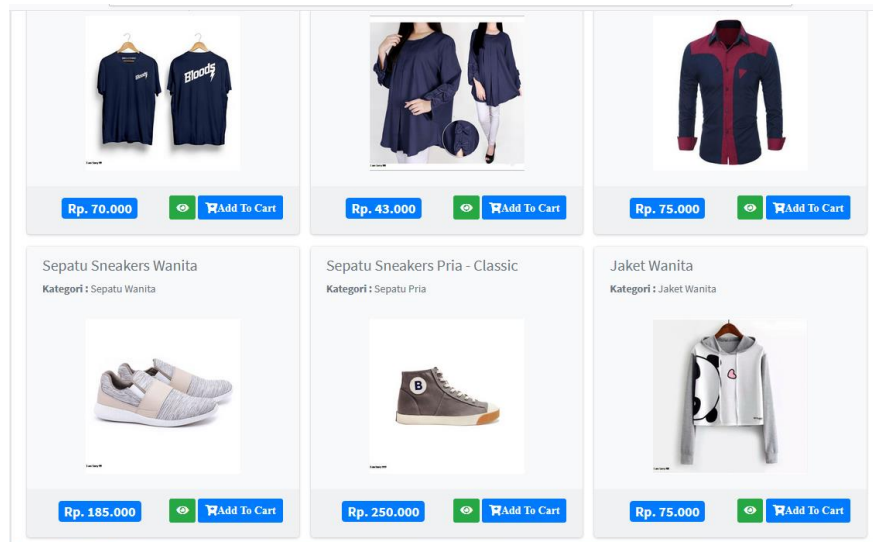 Bloods
Bloods
Rp. 70.000
Add To Cart
Rp. 43.000
Add To Cart
Rp. 75.000
Add To Cart
Sepatu Sneakers Wanita
Kategori : Sepatu Wanita
Sepatu Sneakers Pria - Classic
Kategori : Sepatu Pria
Jaket Wanita
Kategori : Jaket Wanita
B
Rp. 185.000
Add To Cart
Rp. 250.000
Add To Cart
Rp. 75.000
Add To Cart